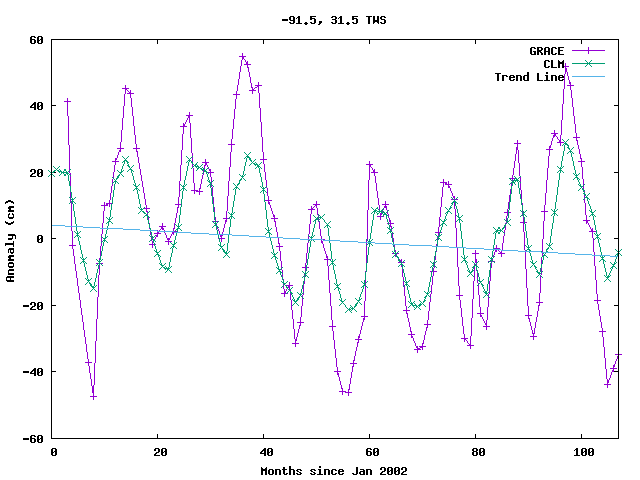 -91.5, 31.5 TWS
GRACE
CLM
Trend Line
60
40
20
0
-20
-40
-60
Anomaly (cm)
0 20 40 60 80 100
Months since Jan 2002